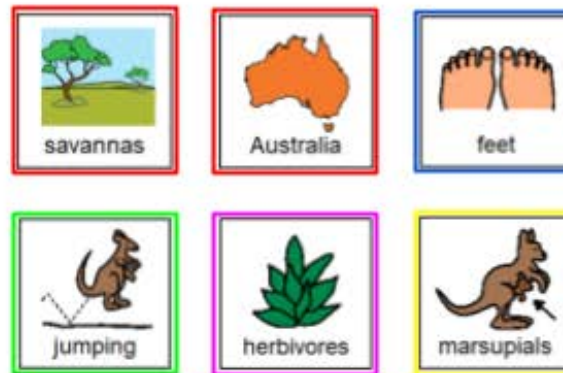 savannas
Australia
feet
jumping
herbivores
marsupials